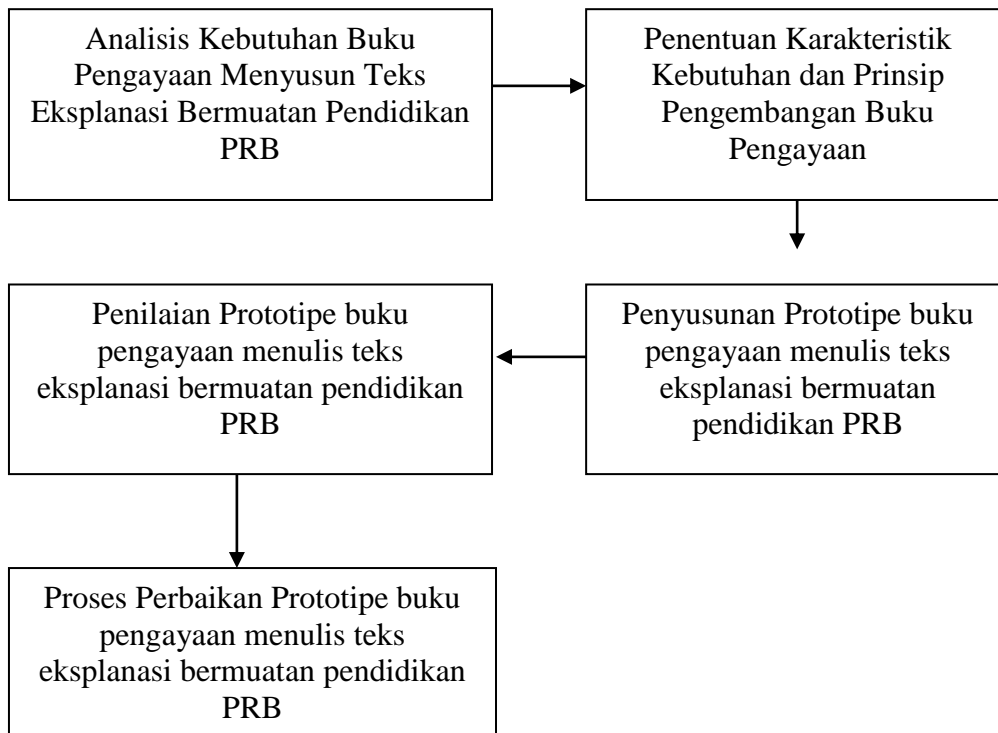 Analisis Kebutuhan Buku
Pengayaan Menyusun Teks
Eksplanasi Bermuatan Pendidikan
PRB
Penentuan Karakteristik
Kebutuhan dan Prinsip
Pengembangan Buku
Pengayaan
Penyusunan Prototipe buku
pengayaan menulis teks
eksplanasi bermuatan
pendidikan PRB
Penilaian Prototipe buku
pengayaan menulis teks
eksplanasi bermuatan pendidikan
PRB
Proses Perbaikan Prototipe buku
pengayaan menulis teks
eksplanasi bermuatan pendidikan
PRB